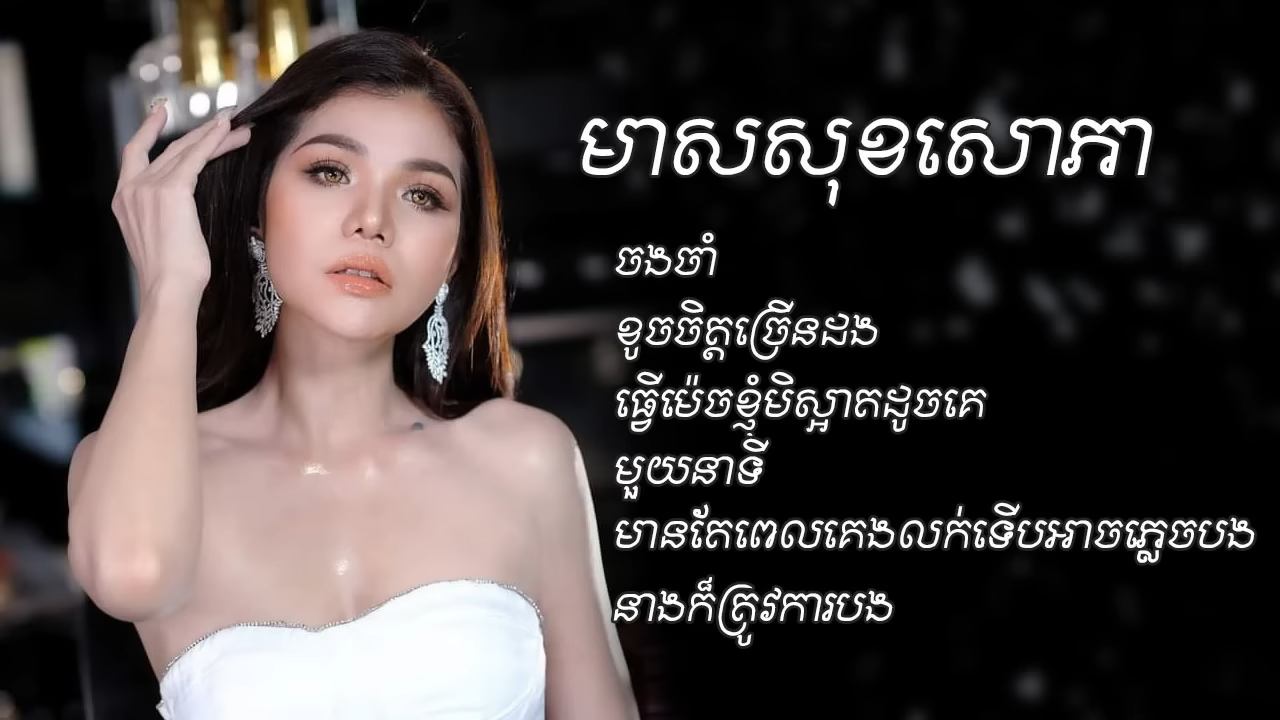 មាសសុខសោភា
ចងចាំ
ខូចចិត្តច្រើនដង
ធ្វើម៉េចខ្ញុំមិស្អាតដូចគេ
មួយនាទី
មានតែពេលគេងលក់ទើបអាចភ្លេចបង
នាងក៏ត្រូវការបង